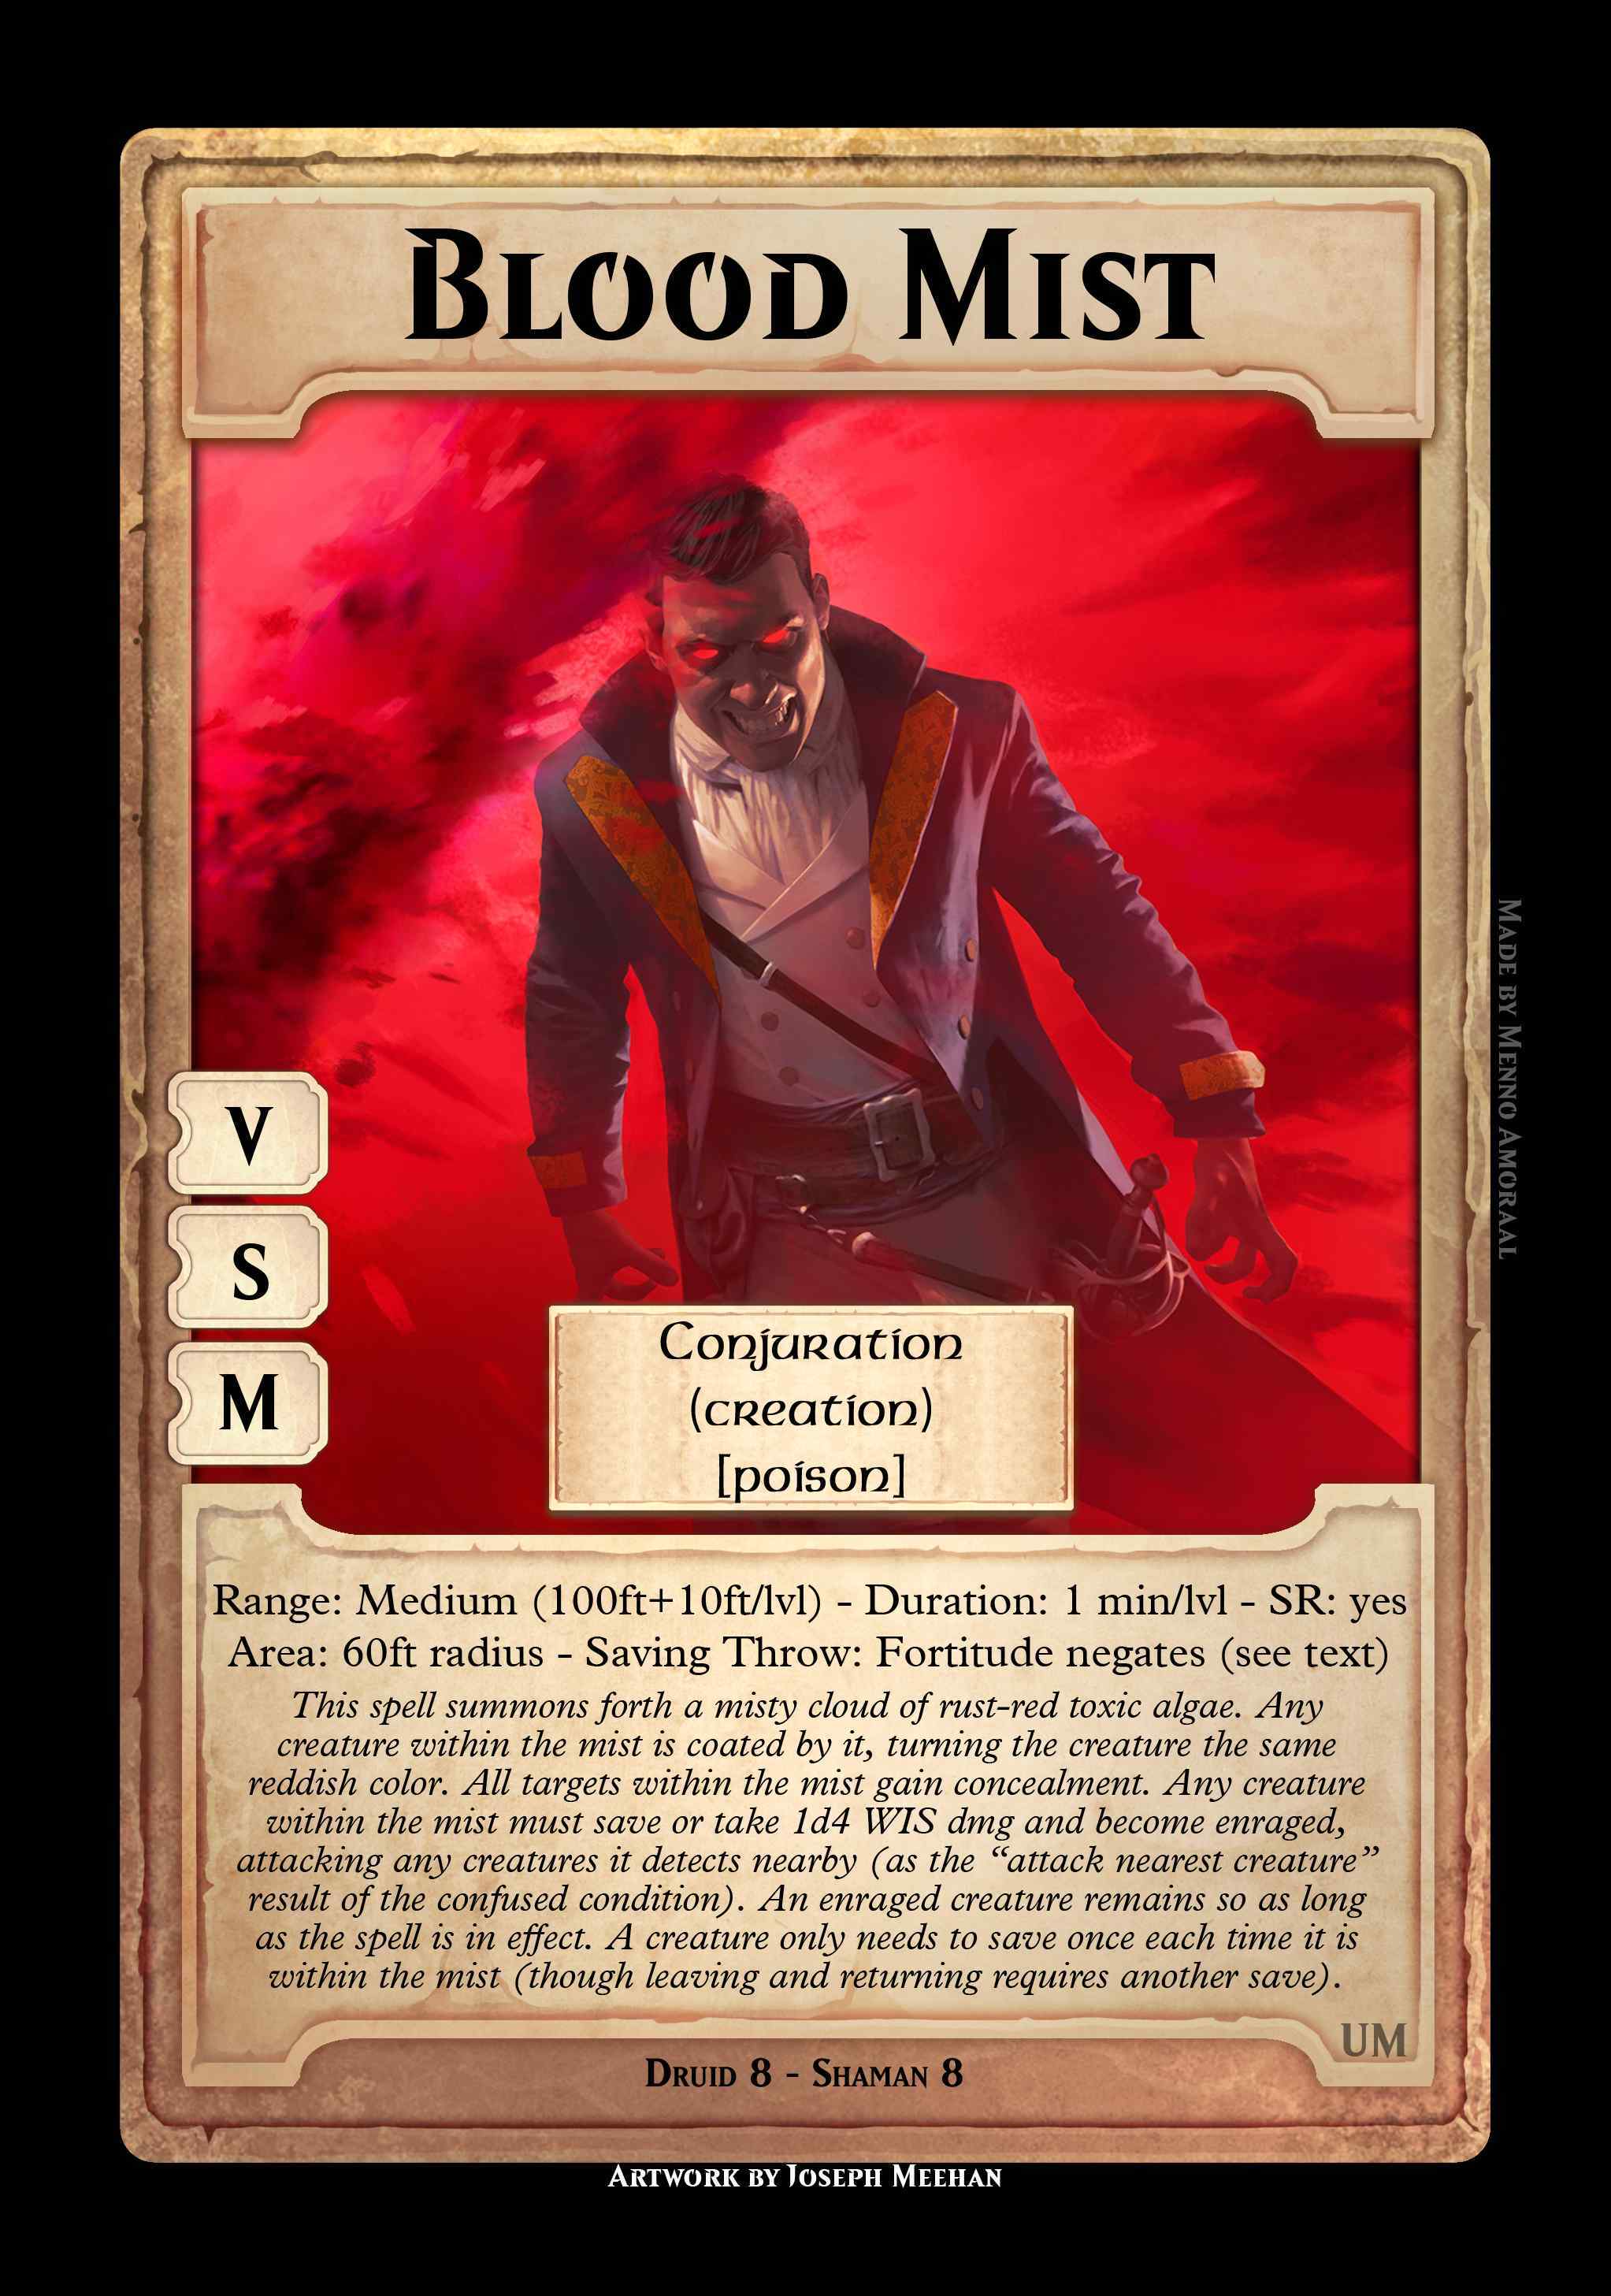 Blood Mist
V
S
M
Conjuration
(creation)
[poison]
Range: Medium (100ft+10ft/lvl) - Duration: 1 min/lvl - SR: yes
Area: 60ft radius - Saving Throw: Fortitude negates (see text)
This spell summons forth a misty cloud of rust-red toxic algae. Any
creature within the mist is coated by it, turning the creature the same
reddish color. All targets within the mist gain concealment. Any creature
within the mist must save or take 1d4 WIS dmg and become enraged,
attacking any creatures it detects nearby (as the “attack nearest creature”
result of the confused condition). An enraged creature remains so as long
as the spell is in effect. A creature only needs to save once each time it is
within the mist (though leaving and returning requires another save).
UM
Druid 8 - Shaman 8
Artwork by Joseph Meehan
Made by Menno Amoraal